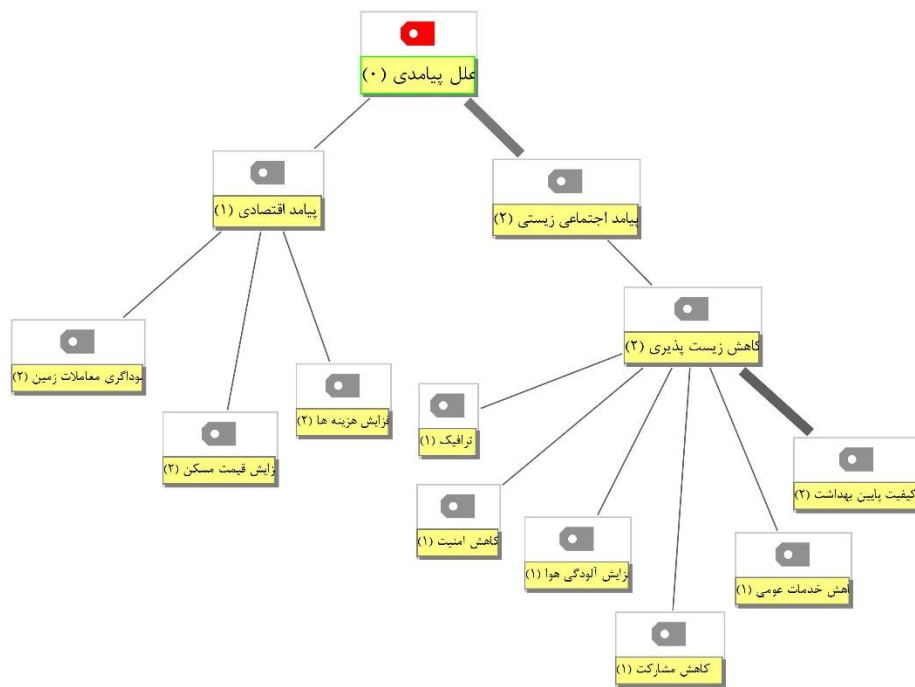 علل پیامدی (۰)
پیامد اقتصادی (۱)
پیامد اجتماعی زیستی (۲)
کاهش زیست پذیری (۲)
وداگری معاملات زمین (۲)
زایش قیمت مسکن (۲)
فزایش هزینه ها (۲)
ترافیک (۱)
کاهش امنیت (۱)
زایش آلودگی هوا (۱)
کاهش مشارکت (۱)
اهش خدمات عومی (۱)
کیفیت پایین بهداشت (۲)